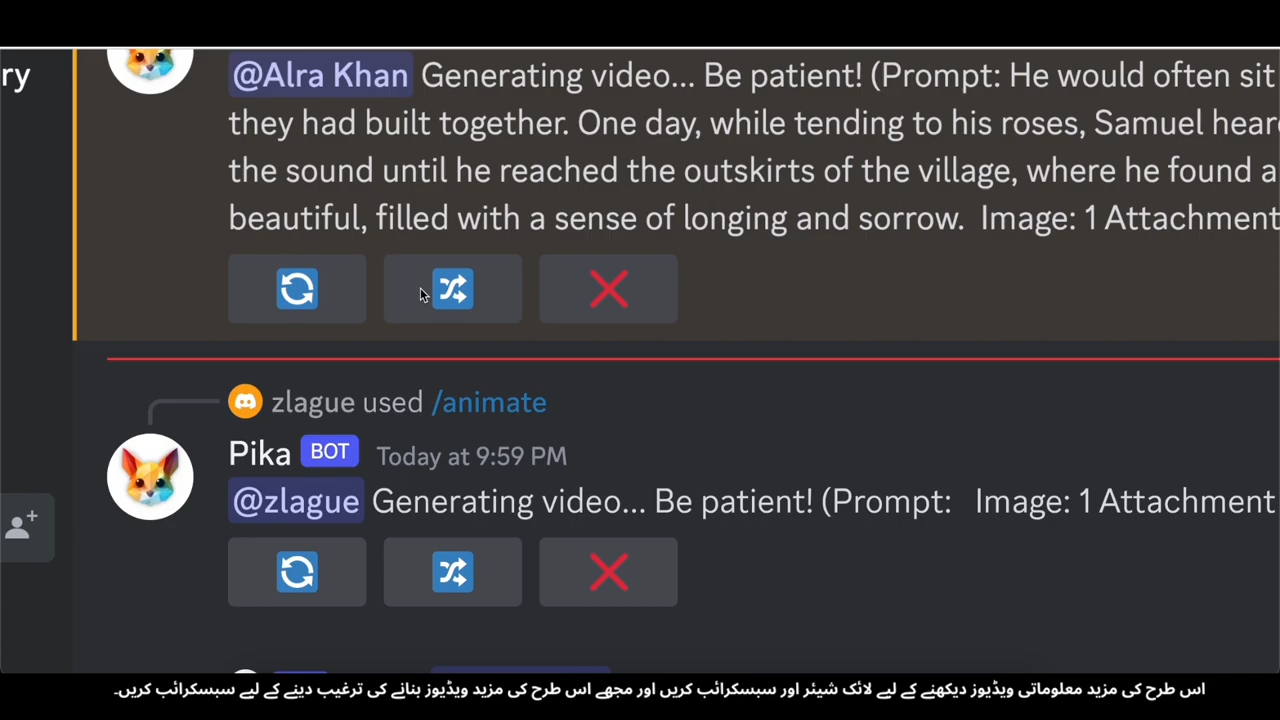 ry
@Alra Khan Generating video... Be patient! (Prompt: He would often sit
they had built together. One day, while tending to his roses, Samuel hear
the sound until he reached the outskirts of the village, where he found a
beautiful, filled with a sense of longing and sorrow. Image: 1 Attachment
zlague used /animate
Pika BOT Today at 9:59 PM
@zlague Generating video... Be patient! (Prompt: Image: 1 Attachment
اس طرح کی مزید معلوماتی ویڈیوز دیکھنے کے لیے لائک شیئر اور سبسکرائب کریں اور مجھے اس طرح کی مزید ویڈیوز بنانے کی ترغیب دینے کے لیے سبسکرائب کریں۔